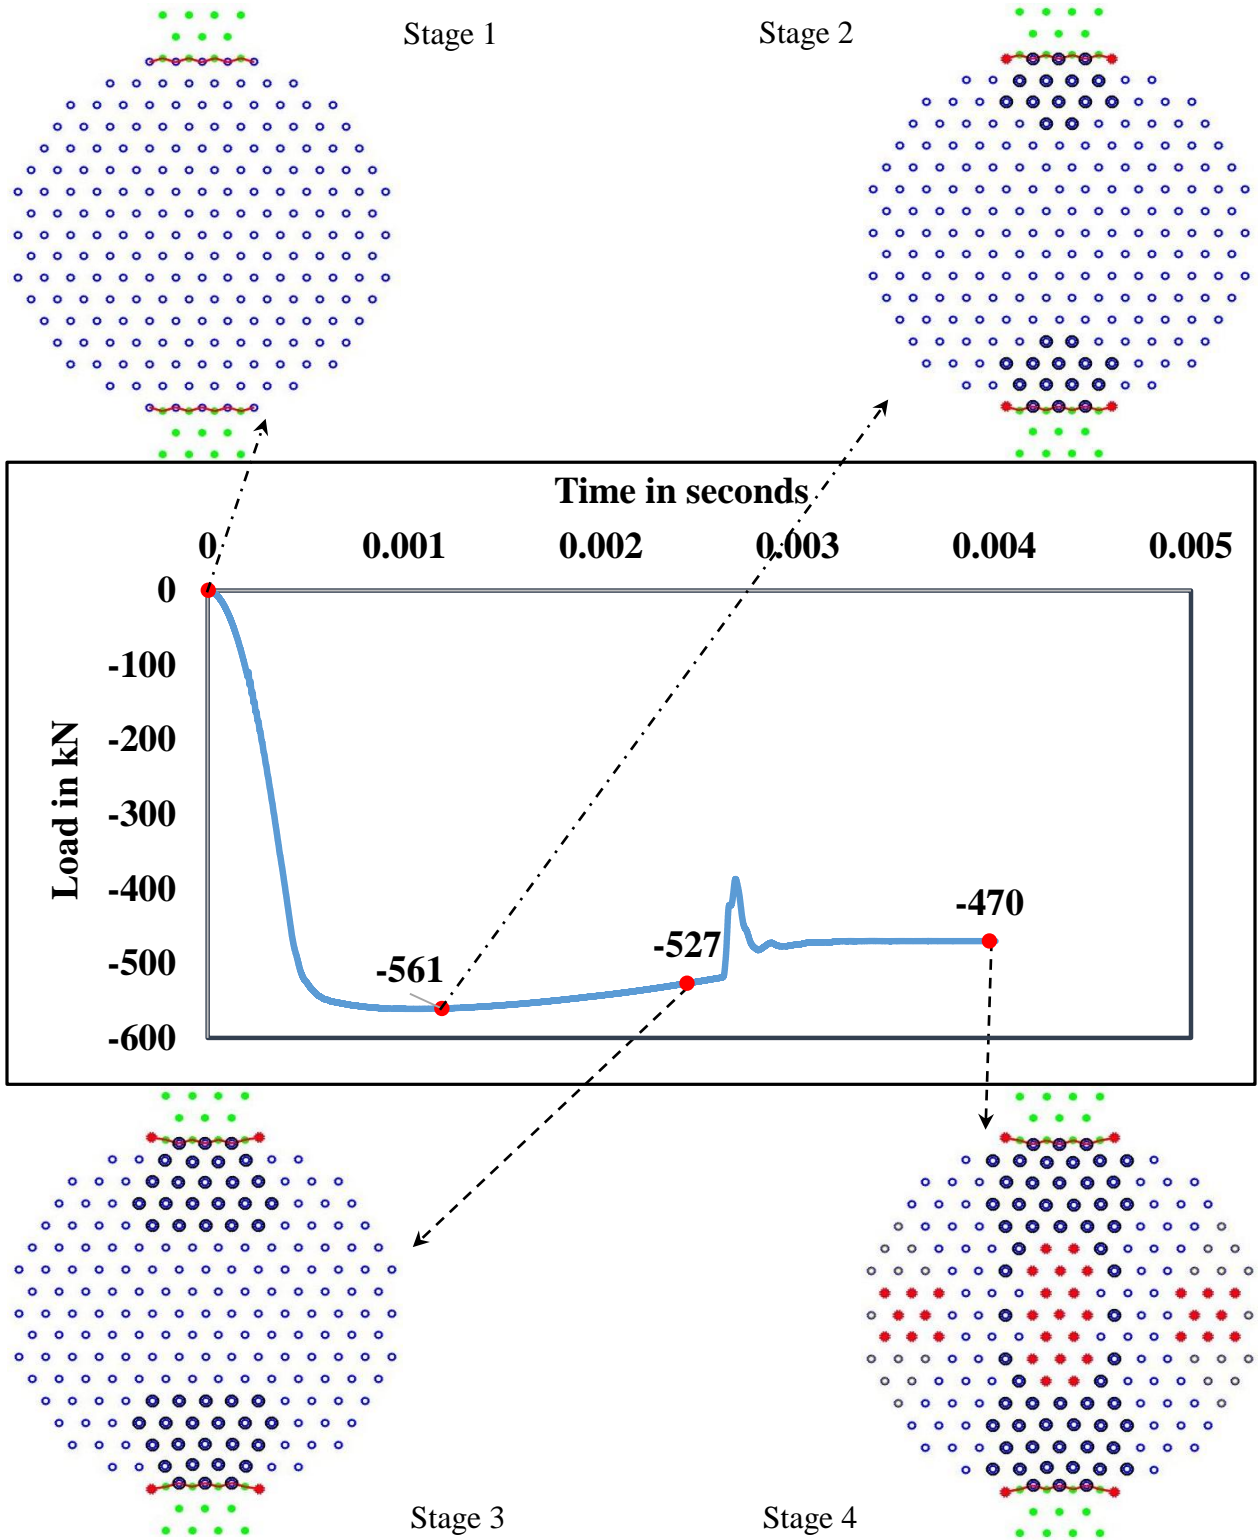 Stage 1
Stage 2
Time in seconds
0 0.001 0.002 0.003 0.004 0.005
0
-100
-200
-300
-400
-500
-600
Load in kN
-561
-527
-470
Stage 3
Stage 4